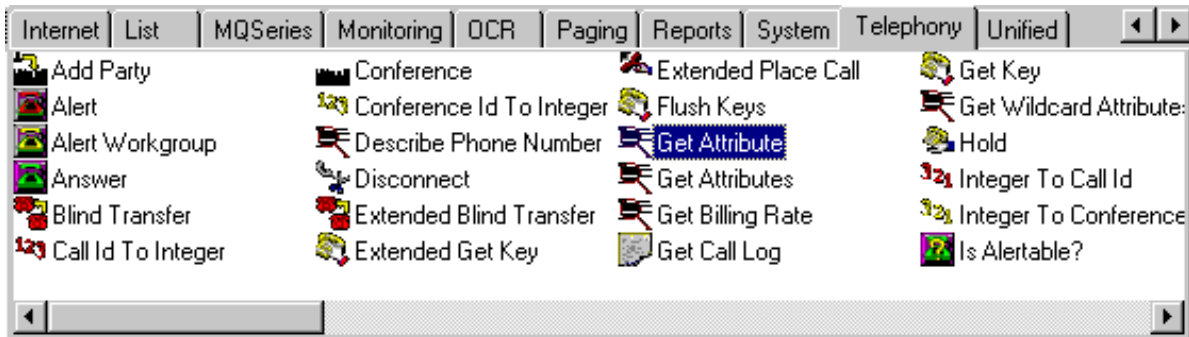 Internet List MQSeries Monitoring OCR Paging Reports System Telephony Unified
Add Party
Alert
Alert Workgroup
Answer
Blind Transfer
Call Id To Integer
Conference
Conference Id To Integer
Describe Phone Number
Disconnect
Extended Blind Transfer
Extended Get Key
Extended Place Call
Flush Keys
Get Attribute
Get Attributes
Get Billing Rate
Get Call Log
Get Key
Get Wildcard Attributes
Hold
Integer To Call Id
Integer To Conference
Is Alertable?